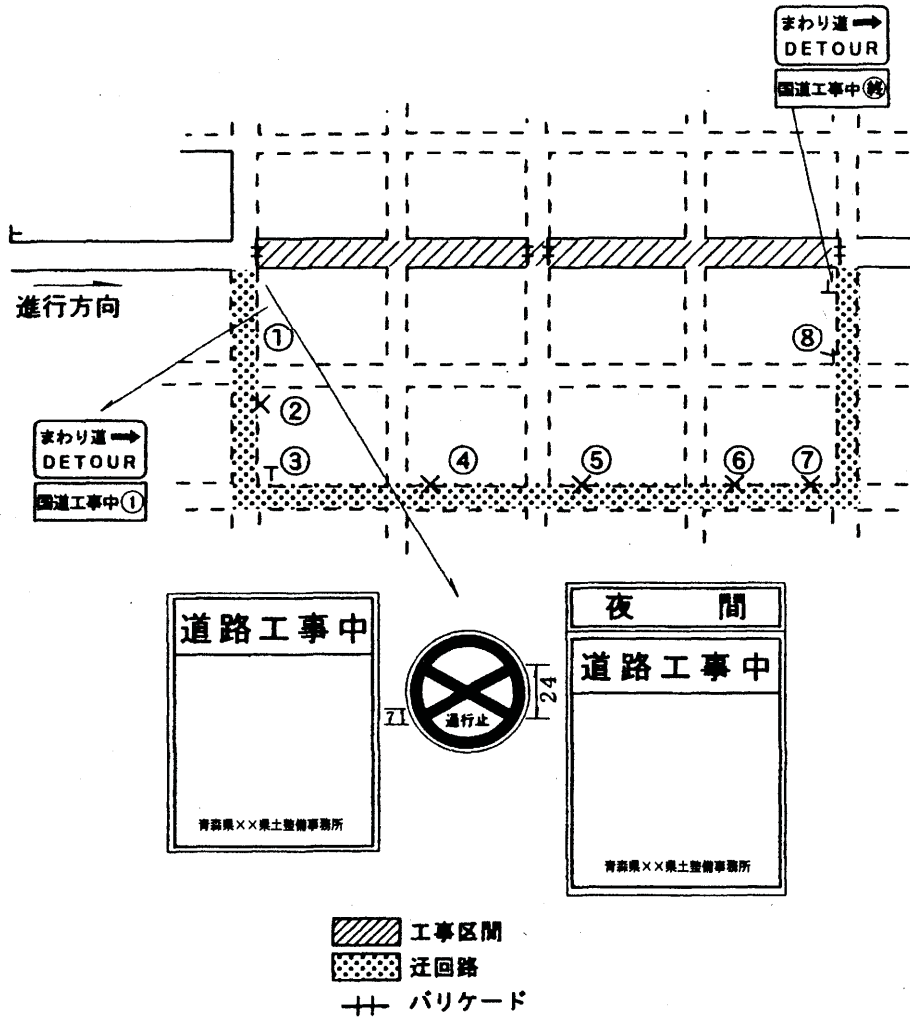 まわり道➡
DETOUR
国道工事中㊡
進行方向
①
⑧
②
まわり道➡
DETOUR
国道工事中①
③
④
⑤
⑥
⑦
道路工事中
青森県××県土整備事務所
71
通行止
24
夜 間
道路工事中
青森県××県土整備事務所
工事区間
迂回路
バリケード